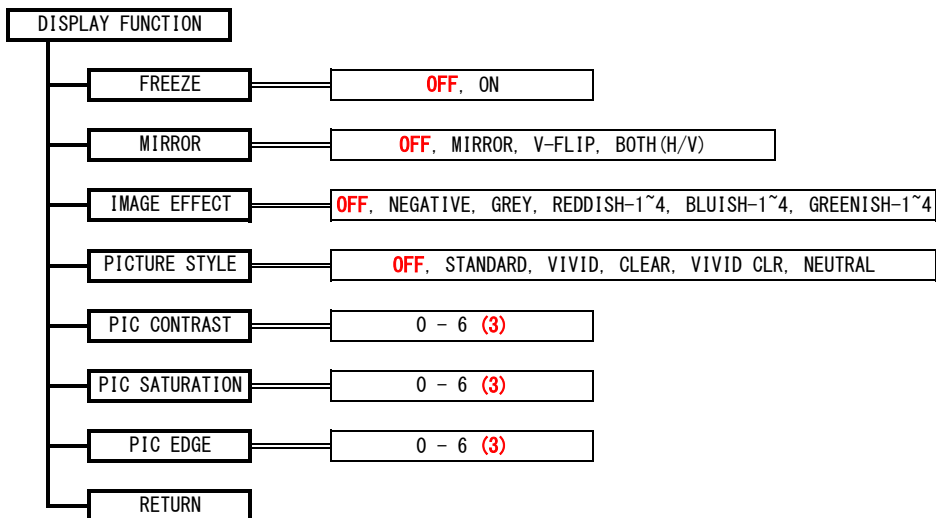 DISPLAY FUNCTION
FREEZE
OFF, ON
MIRROR
OFF, MIRROR, V-FLIP, BOTH(H/V)
IMAGE EFFECT
OFF, NEGATIVE, GREY, REDDISH-1~4, BLUISH-1~4, GREENISH-1~4
PICTURE STYLE
OFF, STANDARD, VIVID, CLEAR, VIVID CLR, NEUTRAL
PIC CONTRAST
0 - 6 (3)
PIC SATURATION
0 - 6 (3)
PIC EDGE
0 - 6 (3)
RETURN